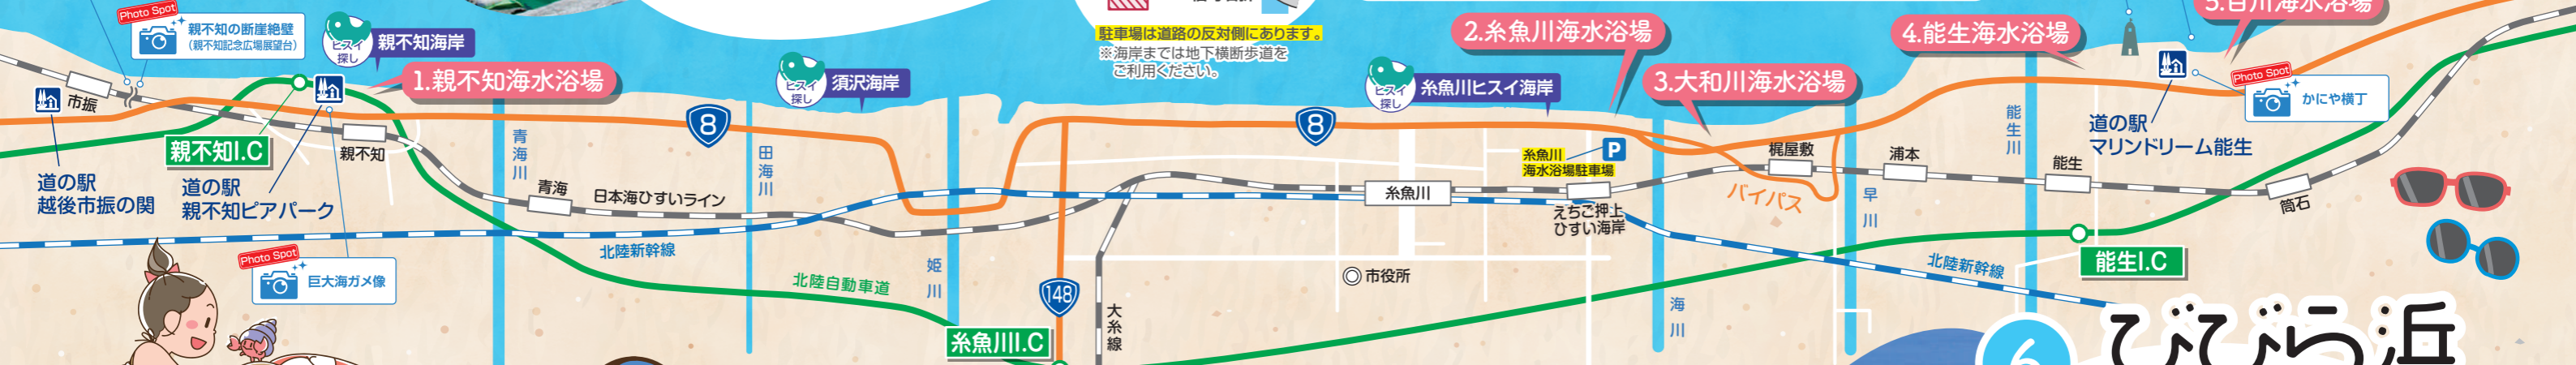 Photo Spot
親不知の断崖絶壁
(親不知記念広場展望台)
ヒスイ
探し
親不知海岸
1.親不知海水浴場
市振
道の駅
越後市振の関
親不知I.C
道の駅
親不知ピアパーク
親不知
Photo Spot
巨大海ガメ像
青海川
青海
日本海ひすいライン
北陸新幹線
8
田海川
ヒスイ
探し
須沢海岸
北陸自動車道
姫川
糸魚川I.C
148
大糸線
駐車場は道路の反対側にあります。
※海岸までは地下横断歩道を
ご利用ください。
8
ヒスイ
探し
糸魚川ヒスイ海岸
2.糸魚川海水浴場
3.大和川海水浴場
糸魚川
海水浴場駐車場
P
糸魚川
えちご押上
ひすい海岸
市役所
海川
梶屋敷
バイパス
早川
浦本
4.能生海水浴場
能生川
能生
北陸新幹線
道の駅
マリンドリーム能生
Photo Spot
かにや横丁
筒石
能生I.C
6
びびら浜